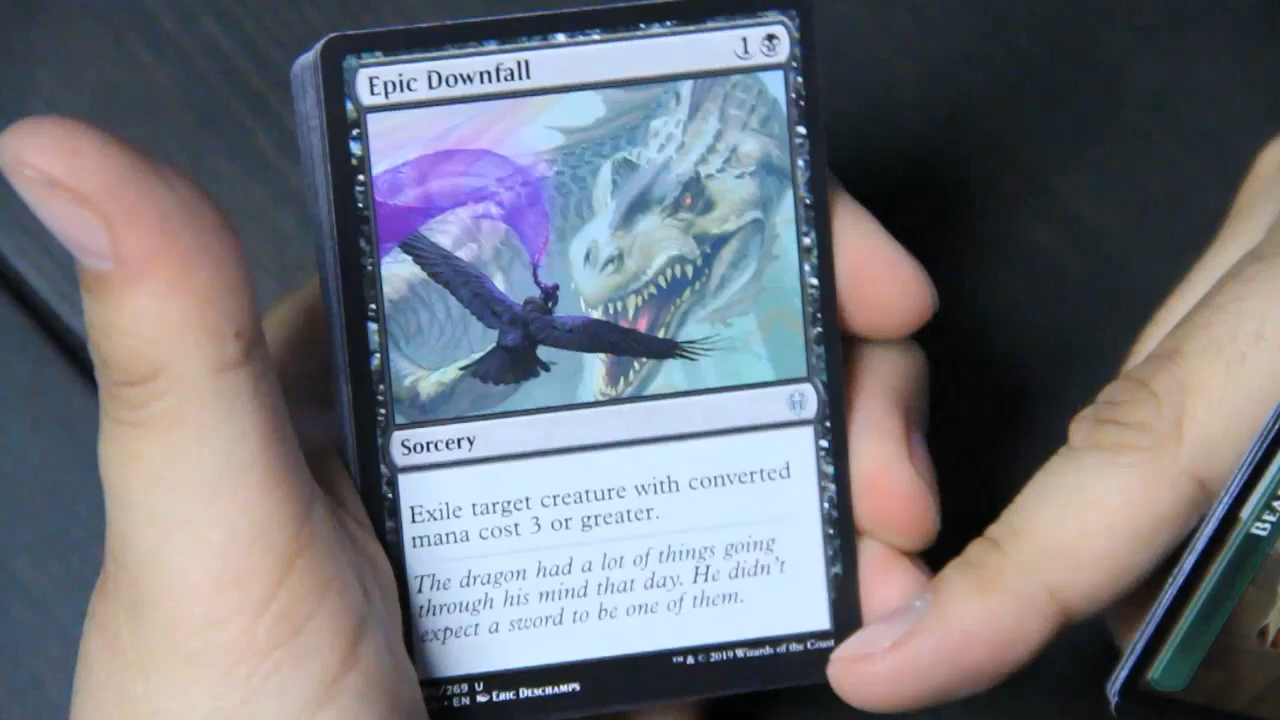 Epic Downfall 1
Sorcery
Exile target creature with converted
mana cost 3 or greater.
The dragon had a lot of things going
through his mind that day. He didn't
expect a sword to be one of them.
™ & © 2019 Wizards of the Coast
/269 U
· EN Eric Deschamps